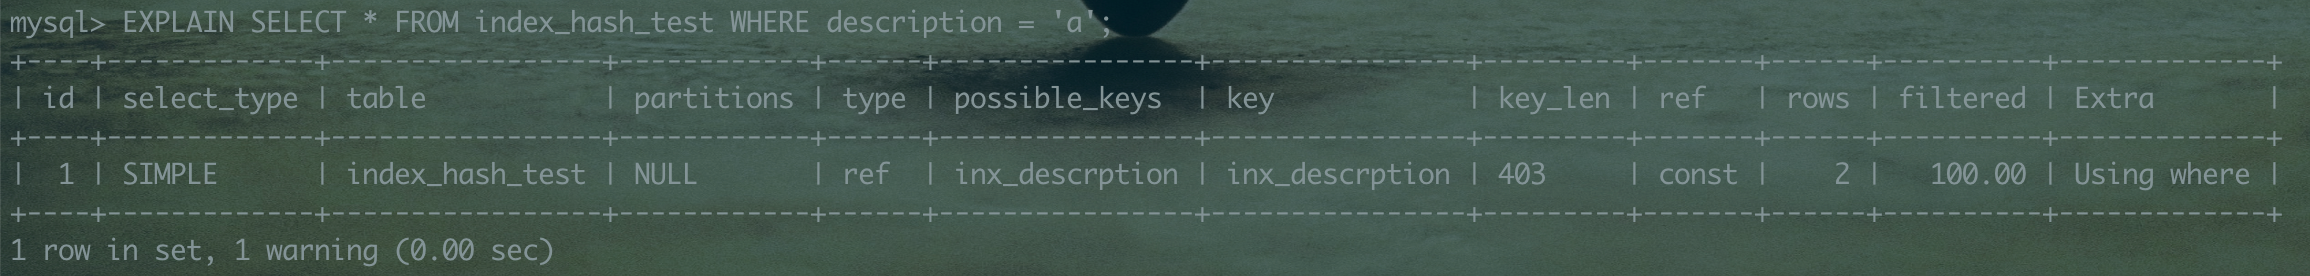 mysql> EXPLAIN SELECT * FROM index_hash_test WHERE description = 'a';
+----+-------------+-----------------+------------+------+----------------+----------------+---------+-------+------+----------+-------------+
| id | select_type | table           | partitions | type | possible_keys  | key            | key_len | ref   | rows | filtered | Extra       |
+----+-------------+-----------------+------------+------+----------------+----------------+---------+-------+------+----------+-------------+
|  1 | SIMPLE      | index_hash_test | NULL       | ref  | inx_descrption | inx_descrption | 403     | const |    2 |   100.00 | Using where |
+----+-------------+-----------------+------------+------+----------------+----------------+---------+-------+------+----------+-------------+
1 row in set, 1 warning (0.00 sec)